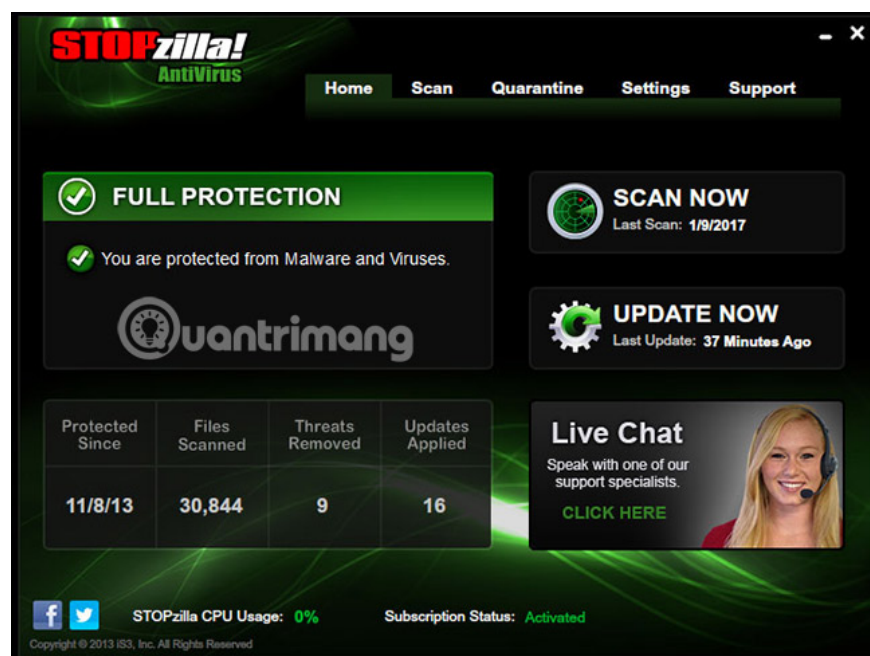 STOPzilla!
AntiVirus
Home Scan Quarantine Settings Support
FULL PROTECTION
You are protected from Malware and Viruses.
Quantrimang
SCAN NOW
Last Scan: 1/9/2017
UPDATE NOW
Last Update: 37 Minutes Ago
Protected Since
Files Scanned
Threats Removed
Updates Applied
11/8/13 30,844 9 16
Live Chat
Speak with one of our
support specialists.
CLICK HERE
STOPzilla CPU Usage: 0% Subscription Status: Activated
Copyright © 2013 iS3, Inc. All Rights Reserved